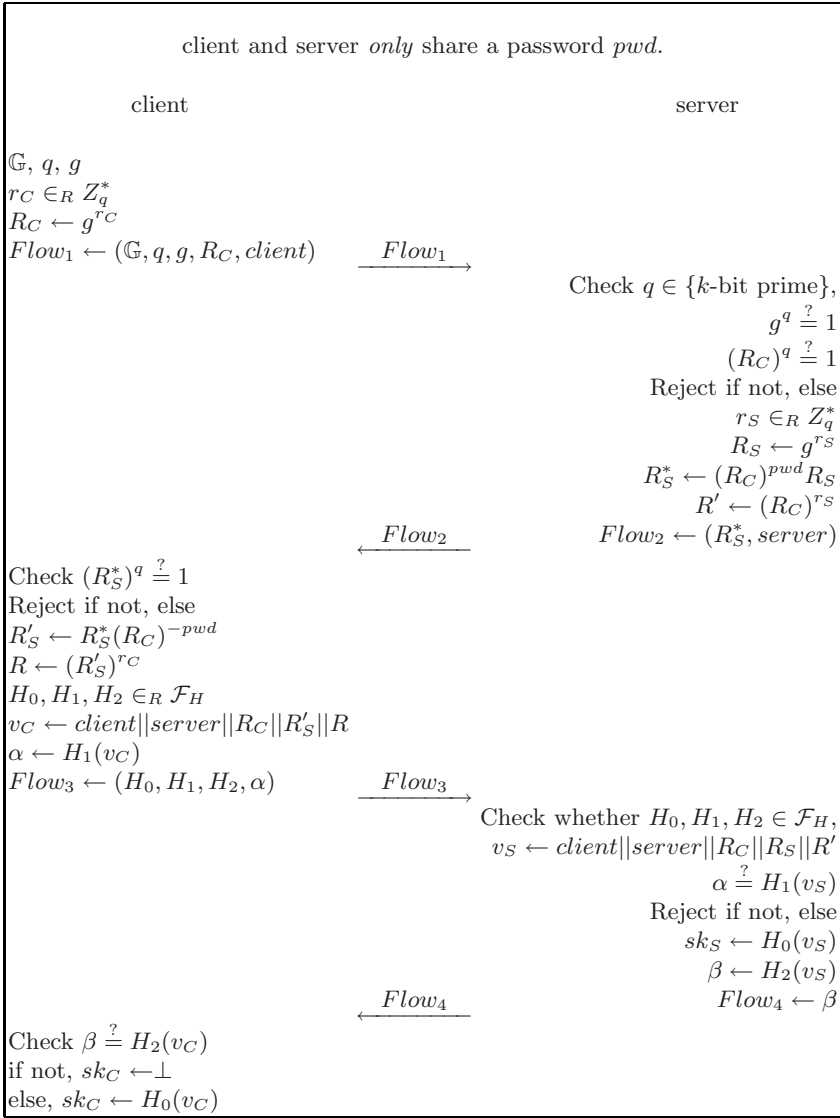 client and server only share a password pwd.
client server
𝔾, q, g
r_C ∈_R Z_q^*
R_C ← g^{r_C}
Flow_1 ← (𝔾, q, g, R_C, client) Flow_1
Check q ∈ {k-bit prime},
g^q ≟ 1
(R_C)^q ≟ 1
Reject if not, else
r_S ∈_R Z_q^*
R_S ← g^{r_S}
R_S^* ← (R_C)^{pwd} R_S
R' ← (R_C)^{r_S}
Flow_2 Flow_2 ← (R_S^*, server)
Check (R_S^*)^q ≟ 1
Reject if not, else
R'_S ← R_S^*(R_C)^{-pwd}
R ← (R'_S)^{r_C}
H_0, H_1, H_2 ∈_R ℱ_H
v_C ← client||server||R_C||R'_S||R
α ← H_1(v_C)
Flow_3 ← (H_0, H_1, H_2, α) Flow_3
Check whether H_0, H_1, H_2 ∈ ℱ_H,
v_S ← client||server||R_C||R_S||R'
α ≟ H_1(v_S)
Reject if not, else
sk_S ← H_0(v_S)
β ← H_2(v_S)
Flow_4 Flow_4 ← β
Check β ≟ H_2(v_C)
if not, sk_C ←⊥
else, sk_C ← H_0(v_C)